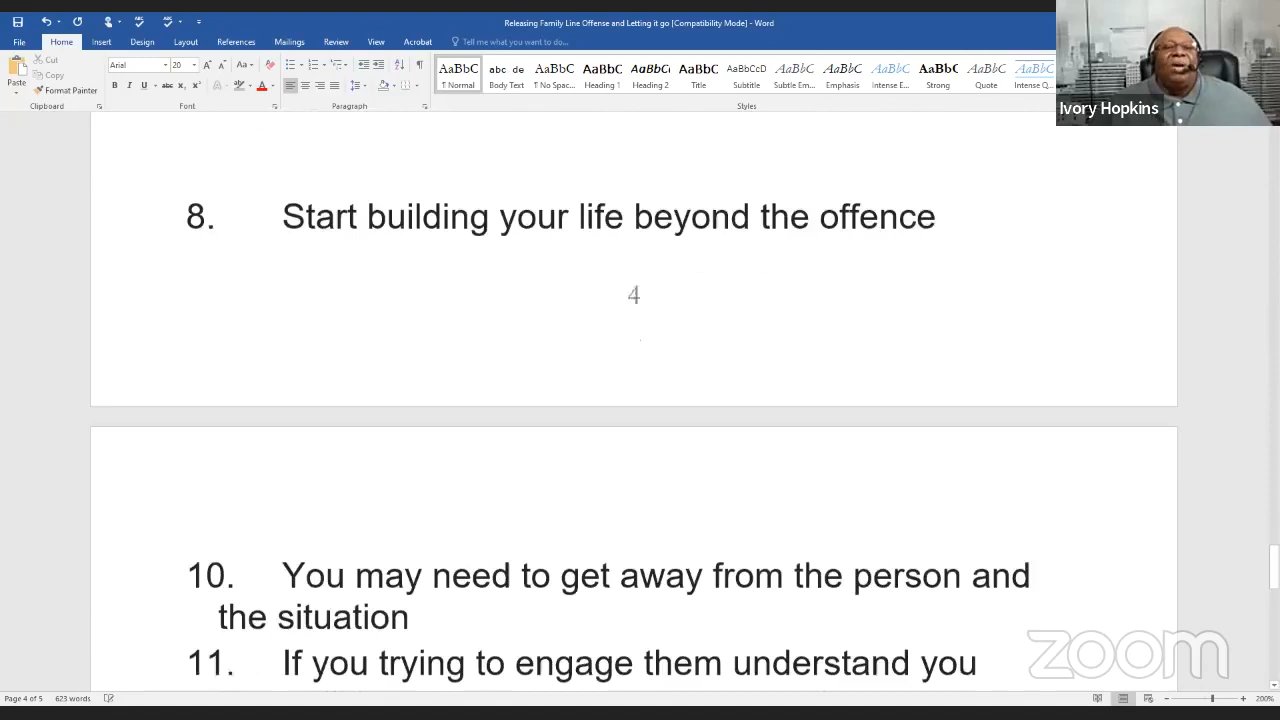 Releasing Family Line Offense and Letting it go [Compatibility Mode] - Word
File Home Insert Design Layout References Mailings Review View Acrobat Tell me what you want to do...
Paste
Cut
Copy
Format Painter
Clipboard
Arial 20
Aa
B I U abc X₂ X²
Font
Paragraph
AaBbC abc de AaBbC AaBbC AaBbC AaBbC AaBbCcD AaBbC AaBbC AaBbC AaBbC AaBbC AaBbC
¶ Normal Body Text ¶ No Spac... Heading 1 Heading 2 Title Subtitle Subtle Em... Emphasis Intense E... Strong Quote Intense Q...
Styles
Ivory Hopkins
8. Start building your life beyond the offence
4
10. You may need to get away from the person and
the situation
11. If you trying to engage them understand you
zoom
Page 4 of 5 623 words
200%